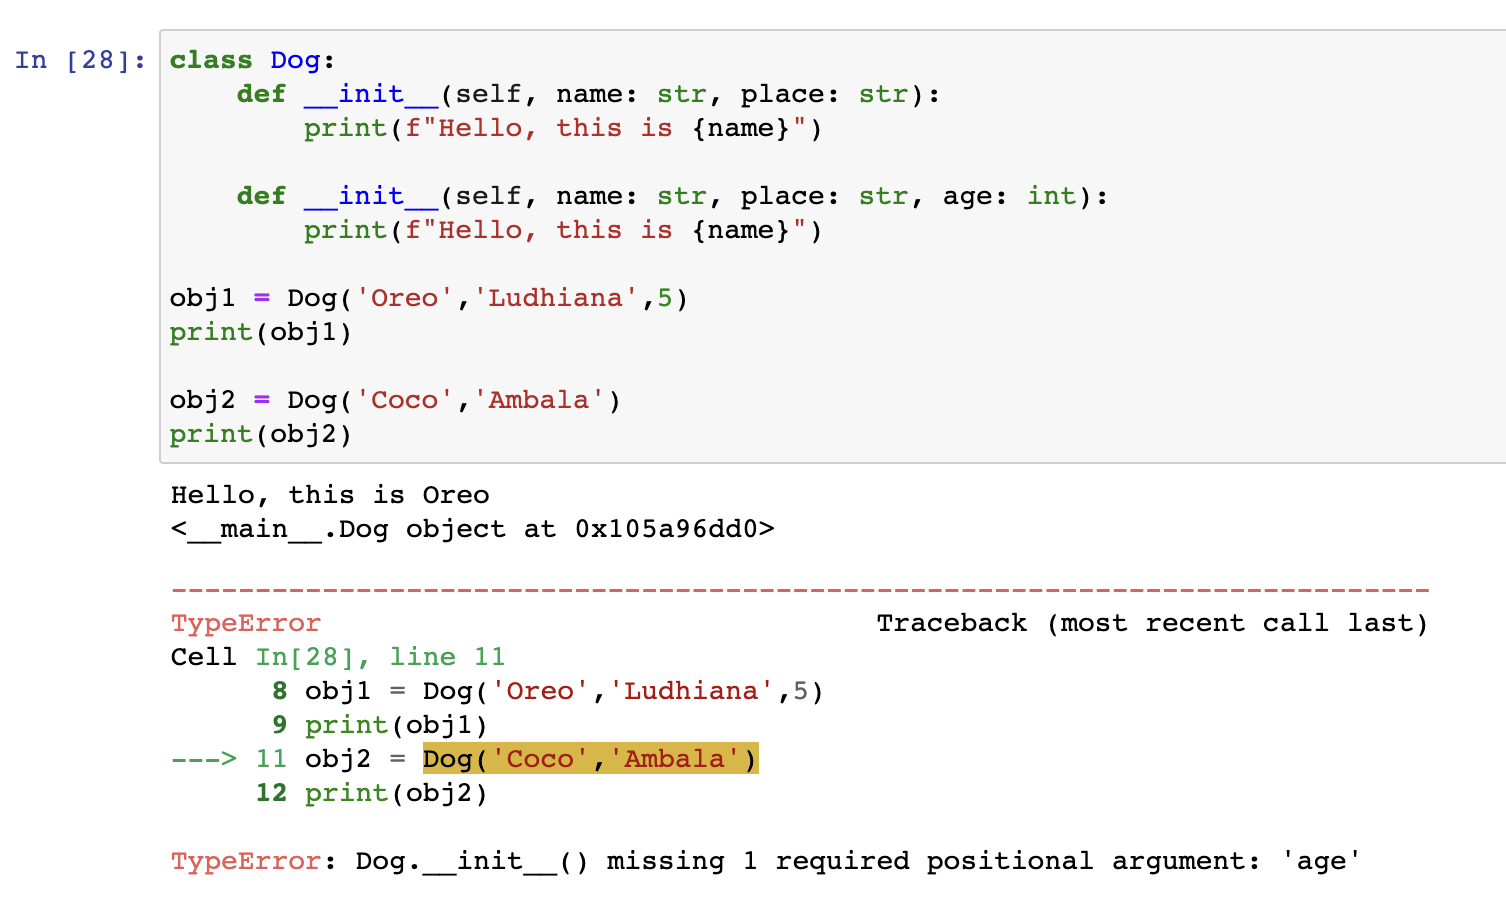 In [28]: class Dog:
    def __init__(self, name: str, place: str):
        print(f"Hello, this is {name}")
    def __init__(self, name: str, place: str, age: int):
        print(f"Hello, this is {name}")
obj1 = Dog('Oreo','Ludhiana',5)
print(obj1)
obj2 = Dog('Coco','Ambala')
print(obj2)
Hello, this is Oreo
<__main__.Dog object at 0x105a96dd0>
---------------------------------------------------------------------------
TypeError                                 Traceback (most recent call last)
Cell In[28], line 11
      8 obj1 = Dog('Oreo','Ludhiana',5)
      9 print(obj1)
---> 11 obj2 = Dog('Coco','Ambala')
     12 print(obj2)
TypeError: Dog.__init__() missing 1 required positional argument: 'age'